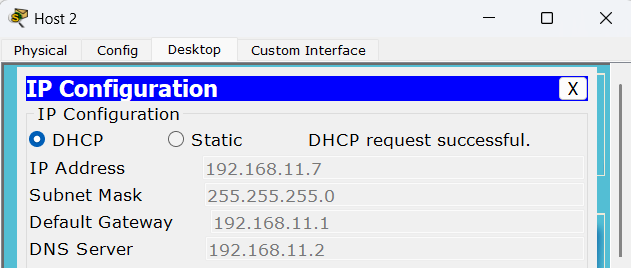 Host 2
Physical Config Desktop Custom Interface
IP Configuration X
IP Configuration
DHCP Static DHCP request successful.
IP Address 192.168.11.7
Subnet Mask 255.255.255.0
Default Gateway 192.168.11.1
DNS Server 192.168.11.2